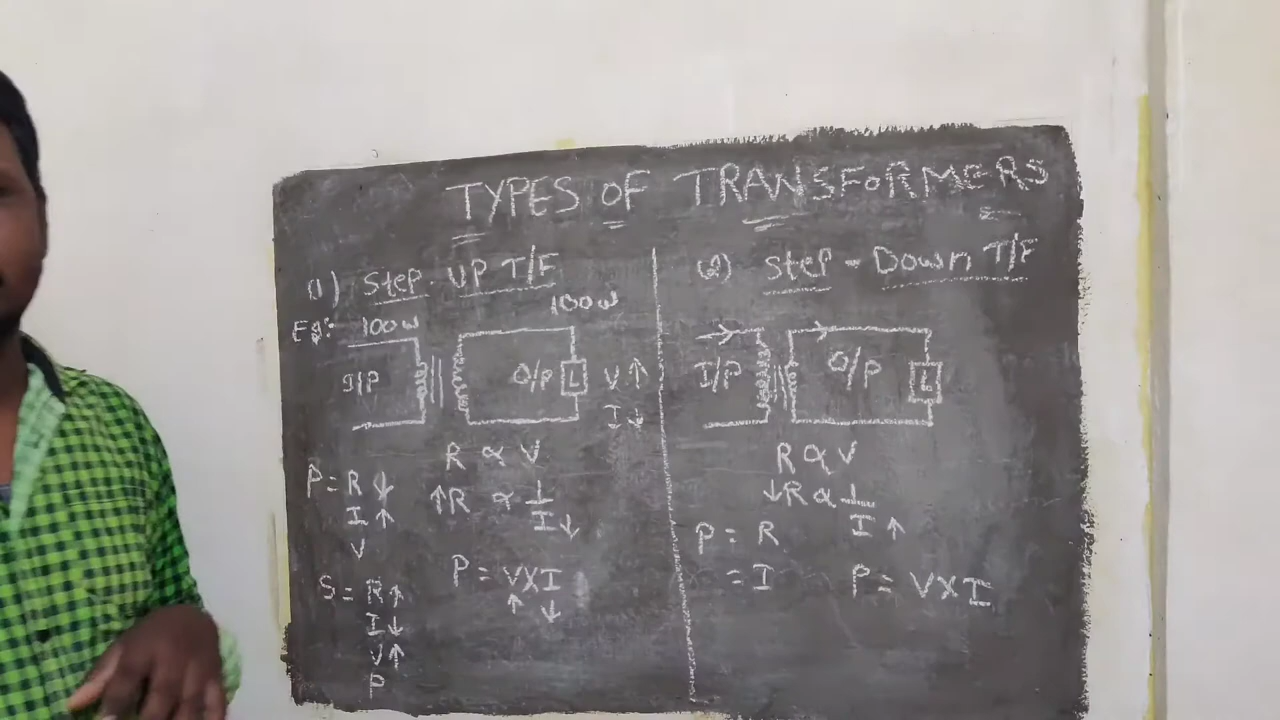 TYPES OF TRANSFORMERS
(1) Step-UP T/F
100w
Eg:- 100w
I/P
O/P L
V↑
I↓
R ∝ V
↑R ∝ 1/I↓
P = R↓
I↑
V
P = V×I
↑ ↓
S = R↑
I↓
V↑
P
(2) Step-Down T/F
I/P
O/P L
R ∝ V
↓R ∝ 1/I↑
P = R
= I
P = V×I